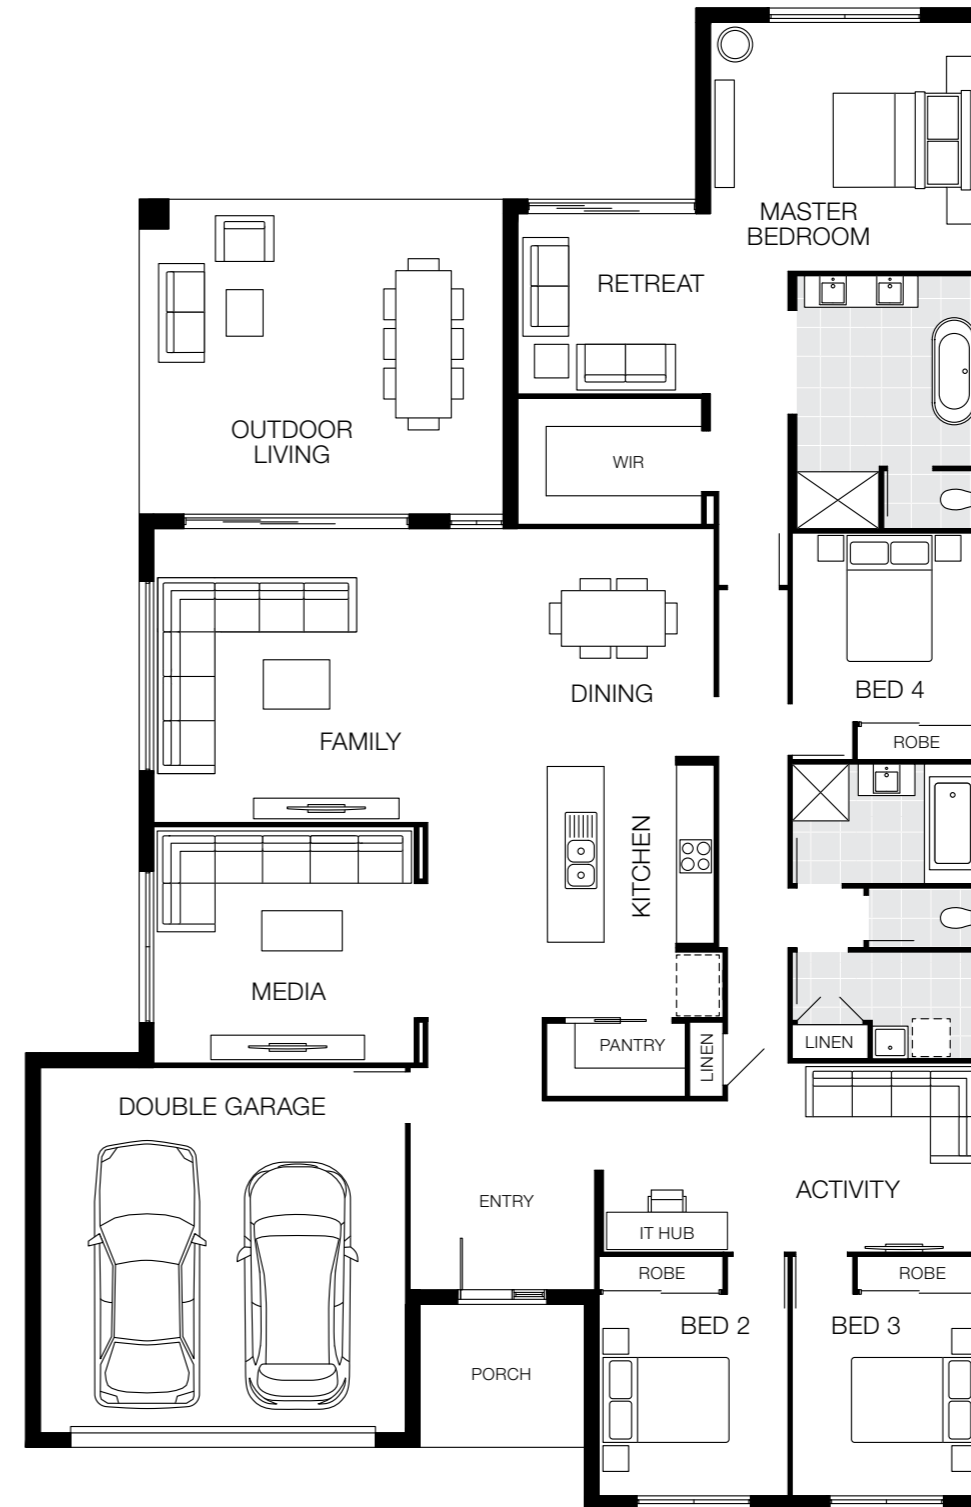 MASTER
BEDROOM
RETREAT
OUTDOOR
LIVING
WIR
DINING
BED 4
FAMILY
ROBE
KITCHEN
MEDIA
PANTRY
LINEN
LINEN
DOUBLE GARAGE
ENTRY
ACTIVITY
IT HUB
ROBE
ROBE
BED 2
BED 3
PORCH